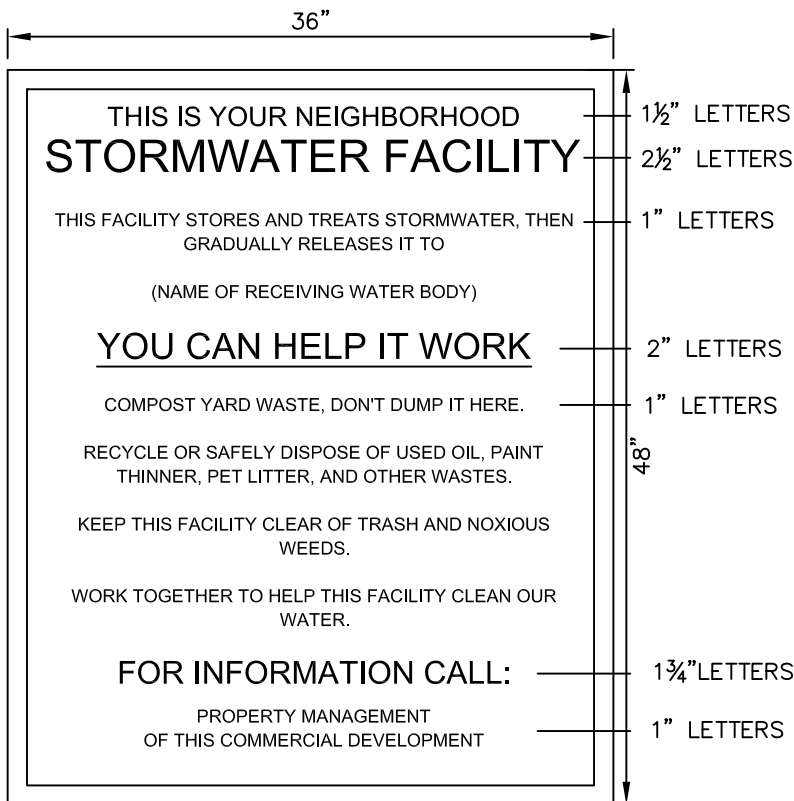 36”
THIS IS YOUR NEIGHBORHOOD
1½” LETTERS
STORMWATER FACILITY
2½” LETTERS
THIS FACILITY STORES AND TREATS STORMWATER, THEN
1” LETTERS
GRADUALLY RELEASES IT TO
(NAME OF RECEIVING WATER BODY)
YOU CAN HELP IT WORK
2” LETTERS
COMPOST YARD WASTE, DON'T DUMP IT HERE.
1” LETTERS
48”
RECYCLE OR SAFELY DISPOSE OF USED OIL, PAINT
THINNER, PET LITTER, AND OTHER WASTES.
KEEP THIS FACILITY CLEAR OF TRASH AND NOXIOUS
WEEDS.
WORK TOGETHER TO HELP THIS FACILITY CLEAN OUR
WATER.
FOR INFORMATION CALL:
1¾”LETTERS
PROPERTY MANAGEMENT
OF THIS COMMERCIAL DEVELOPMENT
1” LETTERS